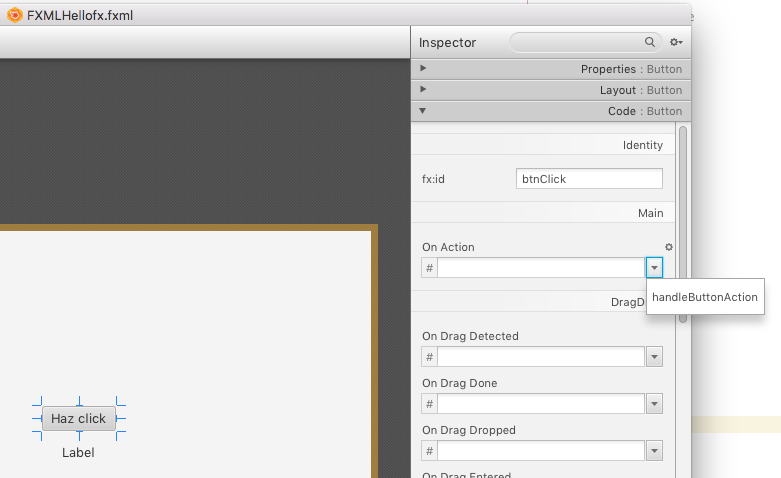 FXMLHellofx.fxml
Inspector
Properties : Button
Layout : Button
Code : Button
Identity
fx:id
btnClick
Main
On Action
#
handleButtonAction
DragD
On Drag Detected
#
On Drag Done
#
On Drag Dropped
#
On Drag Entered
Haz click
Label